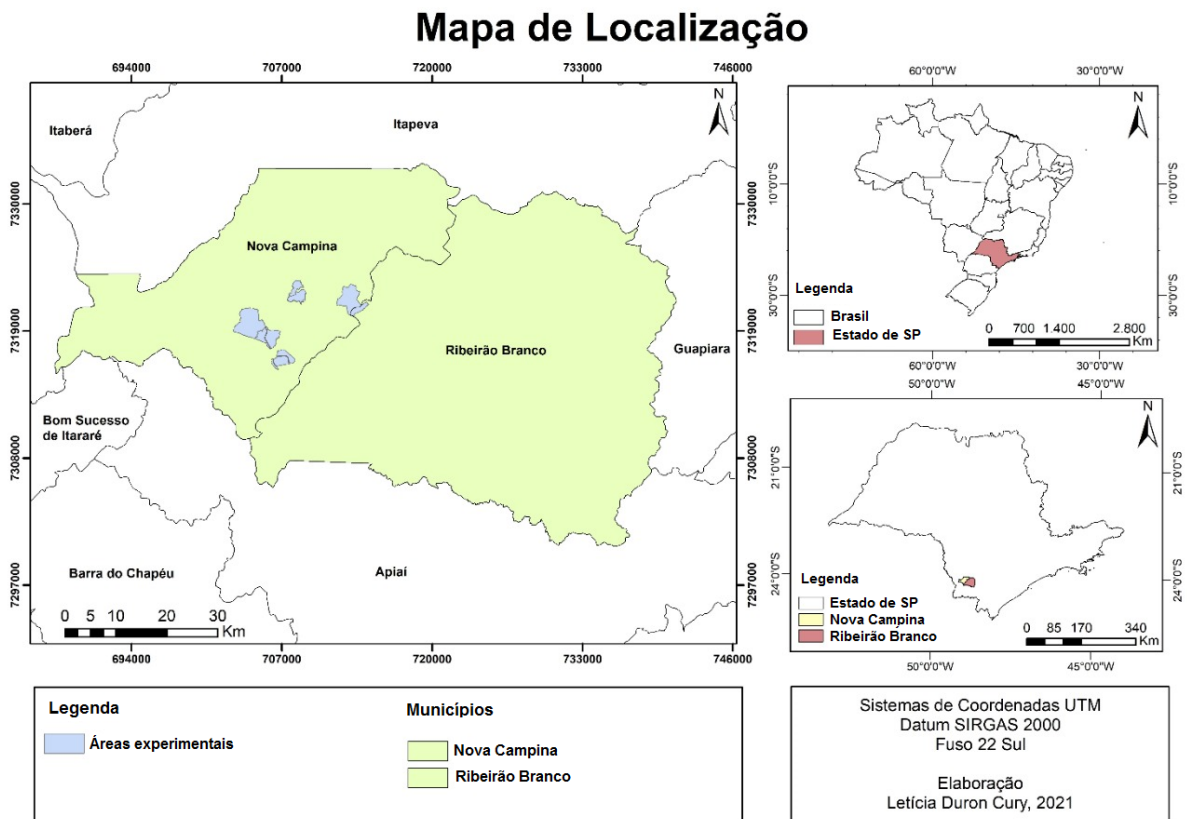 Mapa de Localização
694000
707000
720000
733000
746000
7330000
7319000
7308000
7297000
7330000
7319000
7308000
7297000
N
Itaberá
Itapeva
Nova Campina
Ribeirão Branco
Guapiara
Bom Sucesso
de Itararé
Barra do Chapéu
Apiaí
0 5 10 20 30
Km
694000
707000
720000
733000
746000
Legenda
Áreas experimentais
Municípios
Nova Campina
Ribeirão Branco
60°0'0"W
30°0'0"W
10°0'0"S
30°0'0"S
10°0'0"S
30°0'0"S
N
Legenda
Brasil
Estado de SP
0 700 1.400 2.800
Km
60°0'0"W
30°0'0"W
50°0'0"W
45°0'0"W
21°0'0"S
24°0'0"S
21°0'0"S
24°0'0"S
N
Legenda
Estado de SP
Nova Campina
Ribeirão Branco
0 85 170 340
Km
50°0'0"W
45°0'0"W
Sistemas de Coordenadas UTM
Datum SIRGAS 2000
Fuso 22 Sul
Elaboração
Letícia Duron Cury, 2021